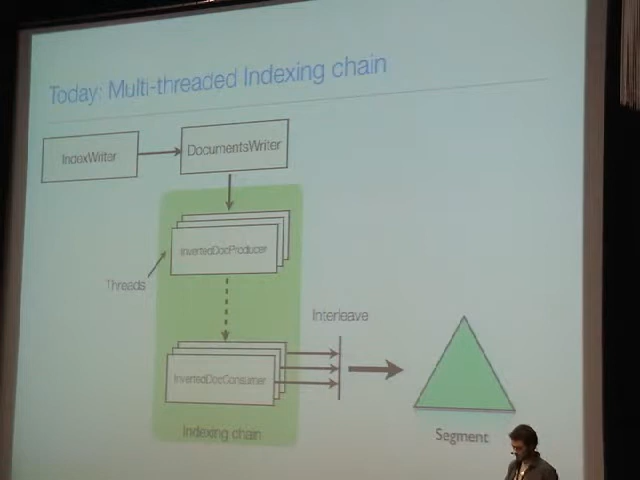 Today: Multi-threaded Indexing chain
IndexWriter
DocumentsWriter
InvertedDocProducer
Threads
Interleave
InvertedDocConsumer
Indexing chain
Segment